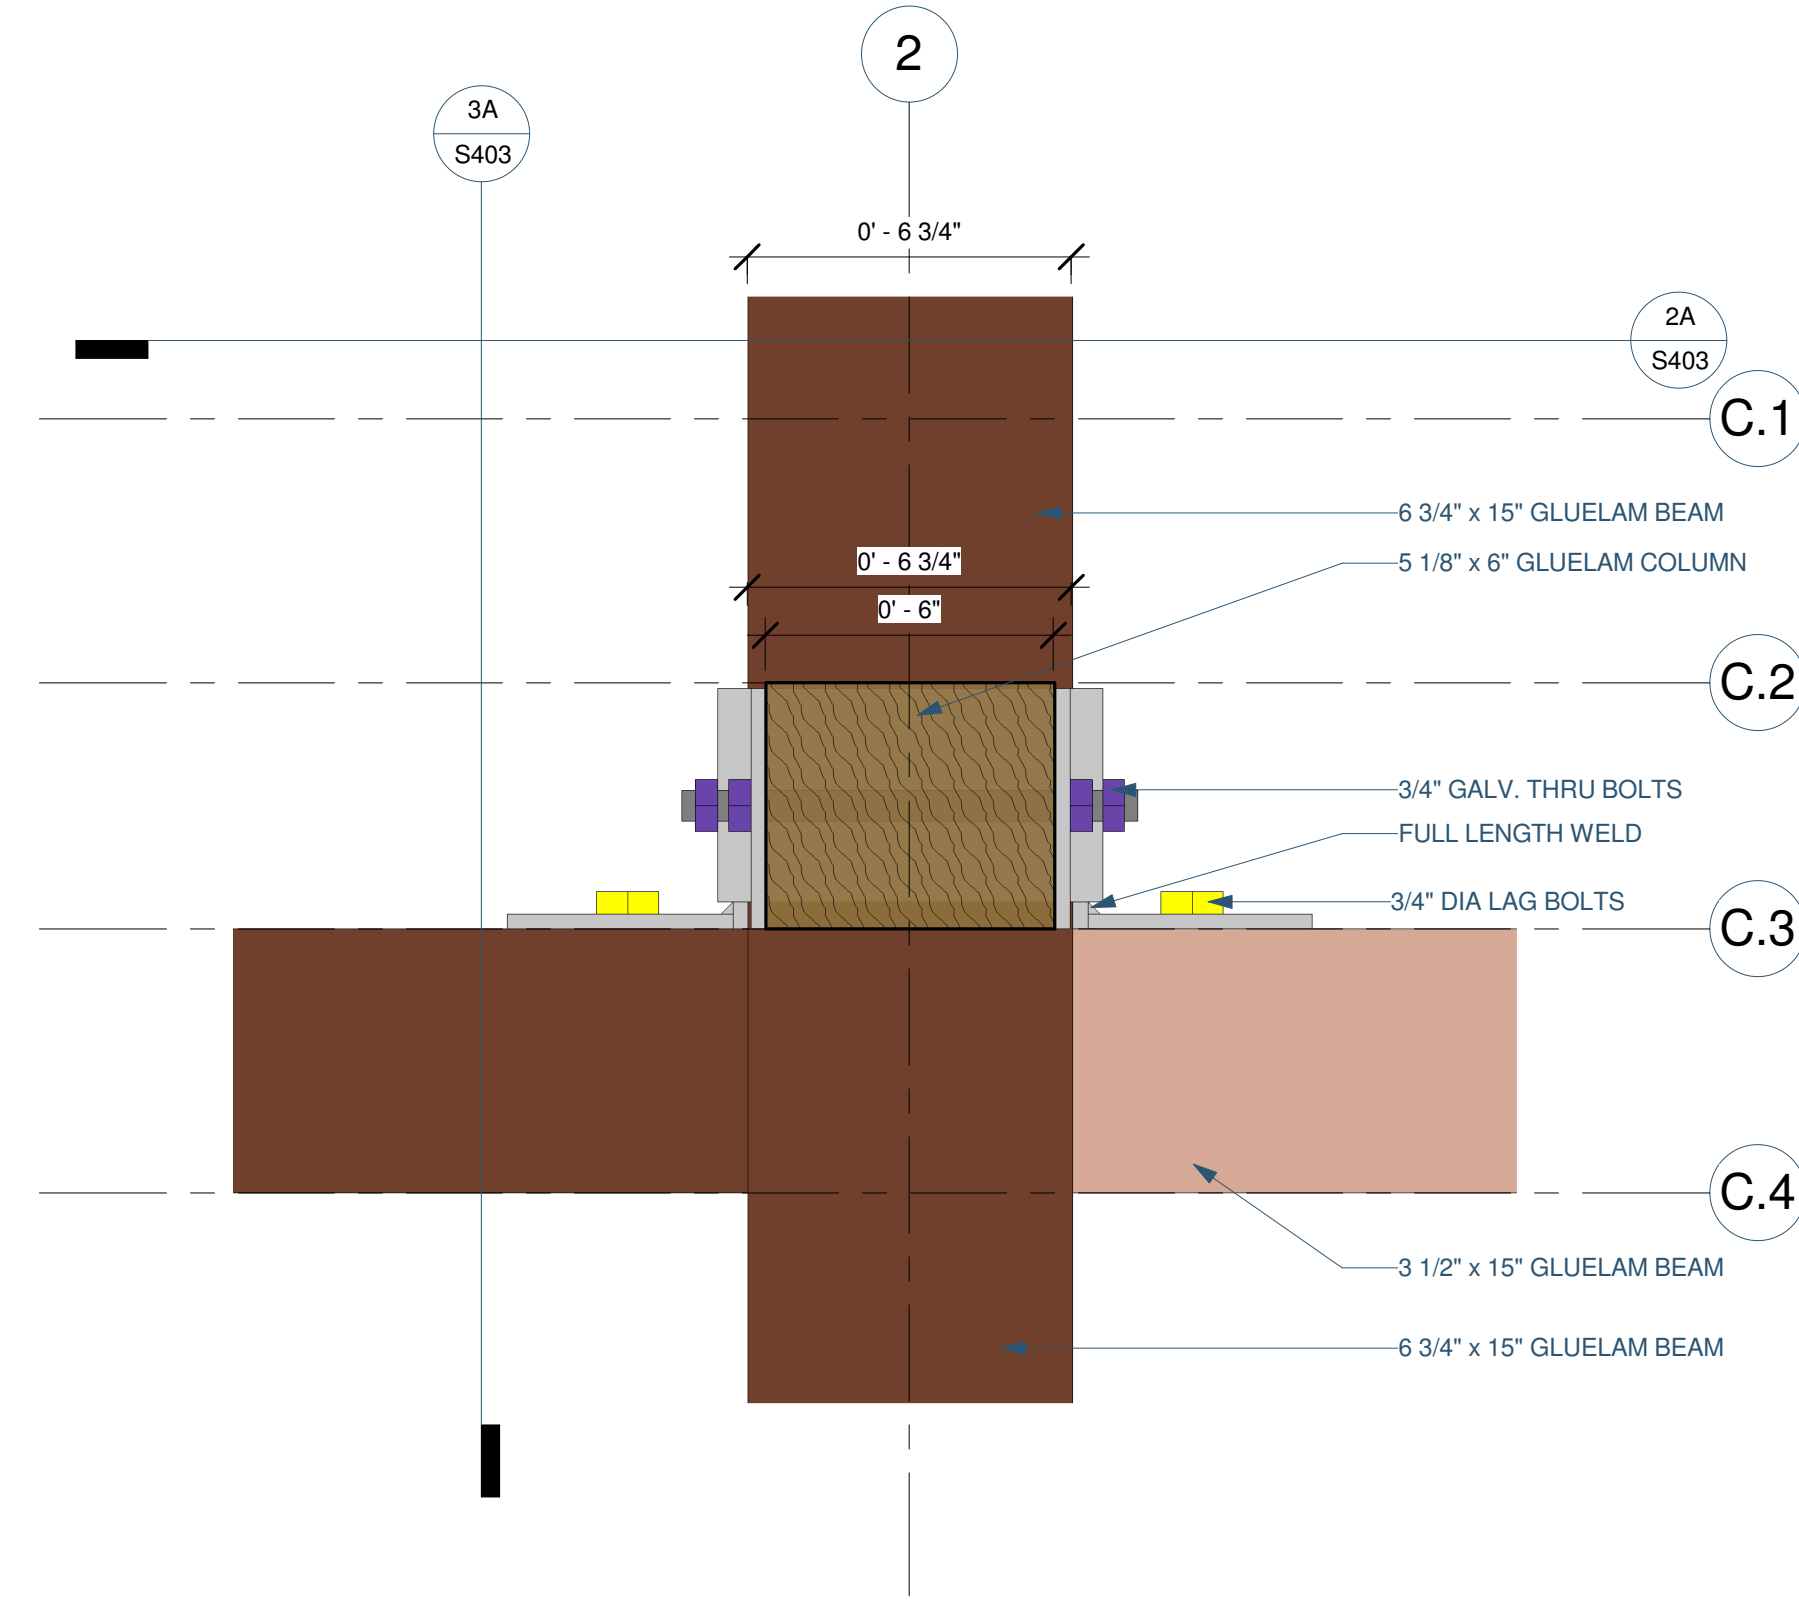 2
3A
S403
0' - 6 3/4"
2A
S403
C.1
6 3/4" x 15" GLUELAM BEAM
0' - 6 3/4"
5 1/8" x 6" GLUELAM COLUMN
0' - 6"
C.2
3/4" GALV. THRU BOLTS
FULL LENGTH WELD
3/4" DIA LAG BOLTS
C.3
C.4
3 1/2" x 15" GLUELAM BEAM
6 3/4" x 15" GLUELAM BEAM